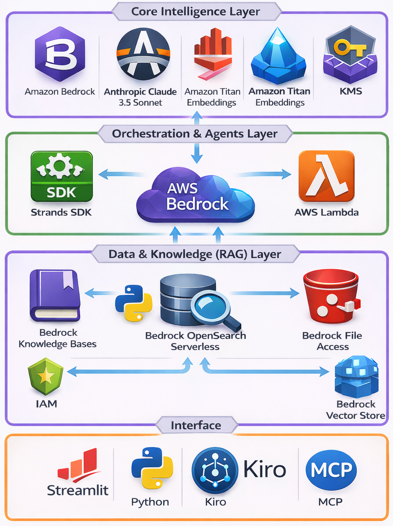 Core Intelligence Layer
B
Amazon Bedrock
Anthropic Claude
3.5 Sonnet
Amazon Titan
Embeddings
Amazon Titan
Embeddings
KMS
Orchestration & Agents Layer
SDK
Strands SDK
AWS
Bedrock
AWS Lambda
Data & Knowledge (RAG) Layer
Bedrock
Knowledge Bases
Bedrock OpenSearch
Serverless
Bedrock File
Access
IAM
Bedrock
Vector Store
Interface
Streamlit
Python
Kiro
Kiro
MCP
MCP